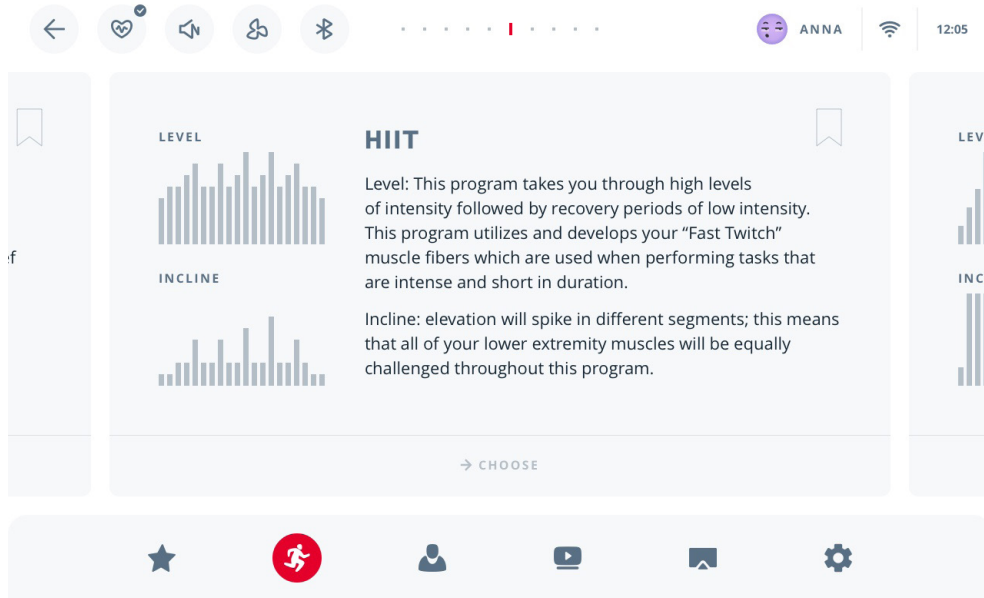 ANNA
12:05
LEVEL
HIIT
Level: This program takes you through high levels
of intensity followed by recovery periods of low intensity.
This program utilizes and develops your “Fast Twitch”
muscle fibers which are used when performing tasks that
are intense and short in duration.
INCLINE
Incline: elevation will spike in different segments; this means
that all of your lower extremity muscles will be equally
challenged throughout this program.
→ CHOOSE
LEV
INC